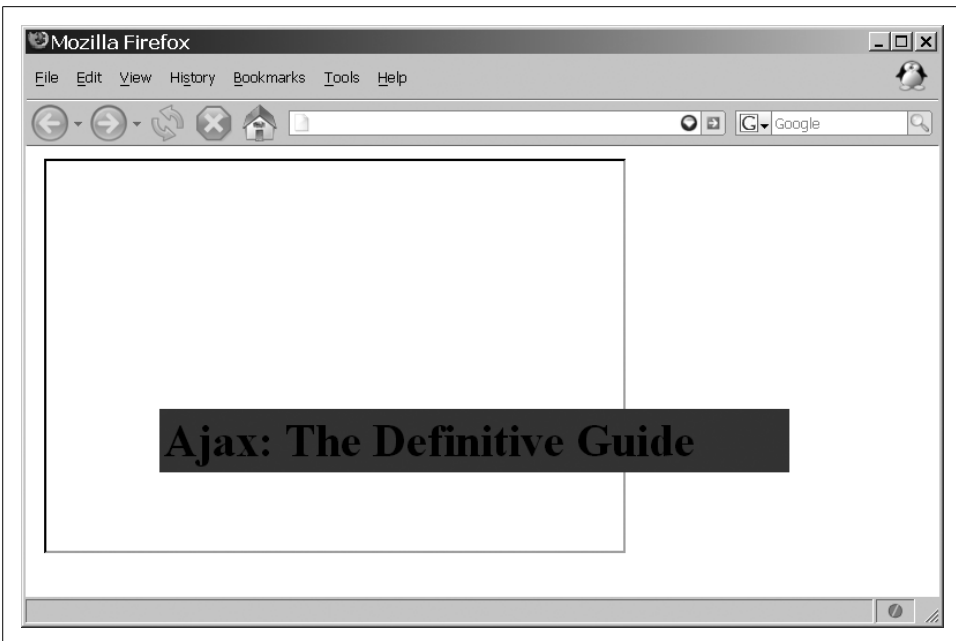 Mozilla Firefox
File Edit View History Bookmarks Tools Help
G Google
Ajax: The Definitive Guide